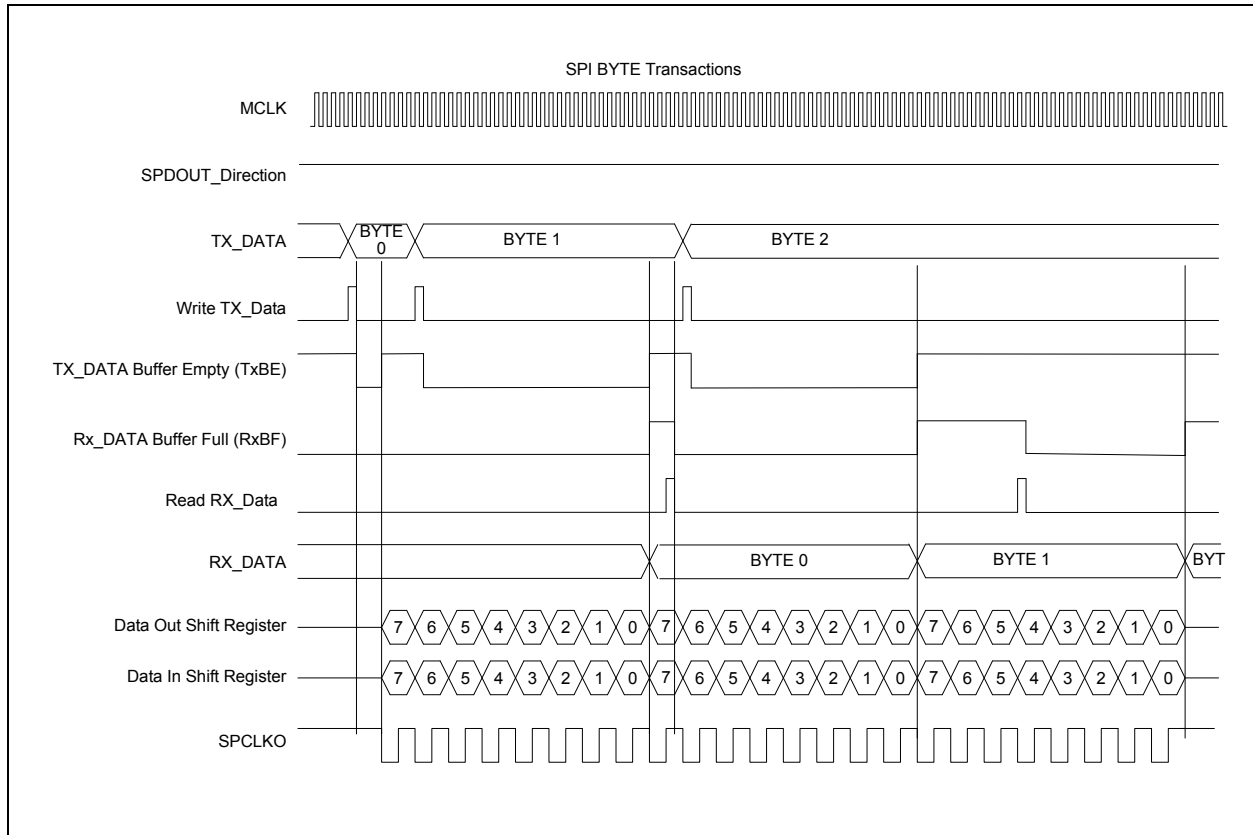 SPI BYTE Transactions
MCLK
SPDOUT_Direction
TX_DATA
BYTE
0
BYTE 1
BYTE 2
Write TX_Data
TX_DATA Buffer Empty (TxBE)
Rx_DATA Buffer Full (RxBF)
Read RX_Data
RX_DATA
BYTE 0
BYTE 1
BYT
Data Out Shift Register
7 6 5 4 3 2 1 0 7 6 5 4 3 2 1 0 7 6 5 4 3 2 1 0
Data In Shift Register
7 6 5 4 3 2 1 0 7 6 5 4 3 2 1 0 7 6 5 4 3 2 1 0
SPCLKO